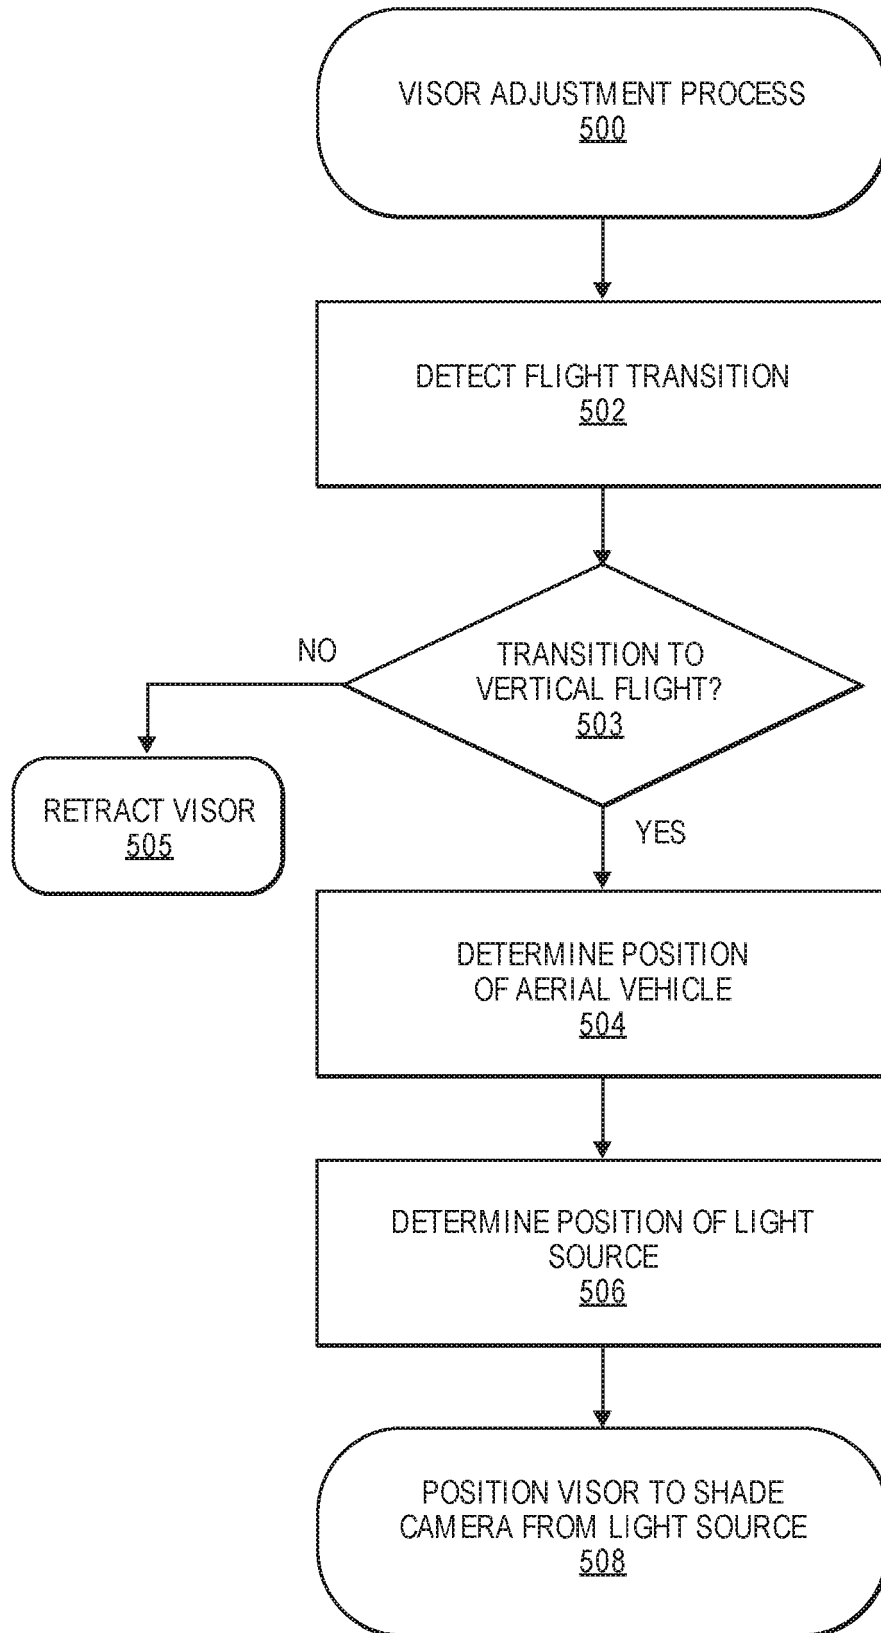 VISOR ADJUSTMENT PROCESS
500
DETECT FLIGHT TRANSITION
502
NO
TRANSITION TO
VERTICAL FLIGHT?
503
RETRACT VISOR
505
YES
DETERMINE POSITION
OF AERIAL VEHICLE
504
DETERMINE POSITION OF LIGHT
SOURCE
506
POSITION VISOR TO SHADE
CAMERA FROM LIGHT SOURCE
508